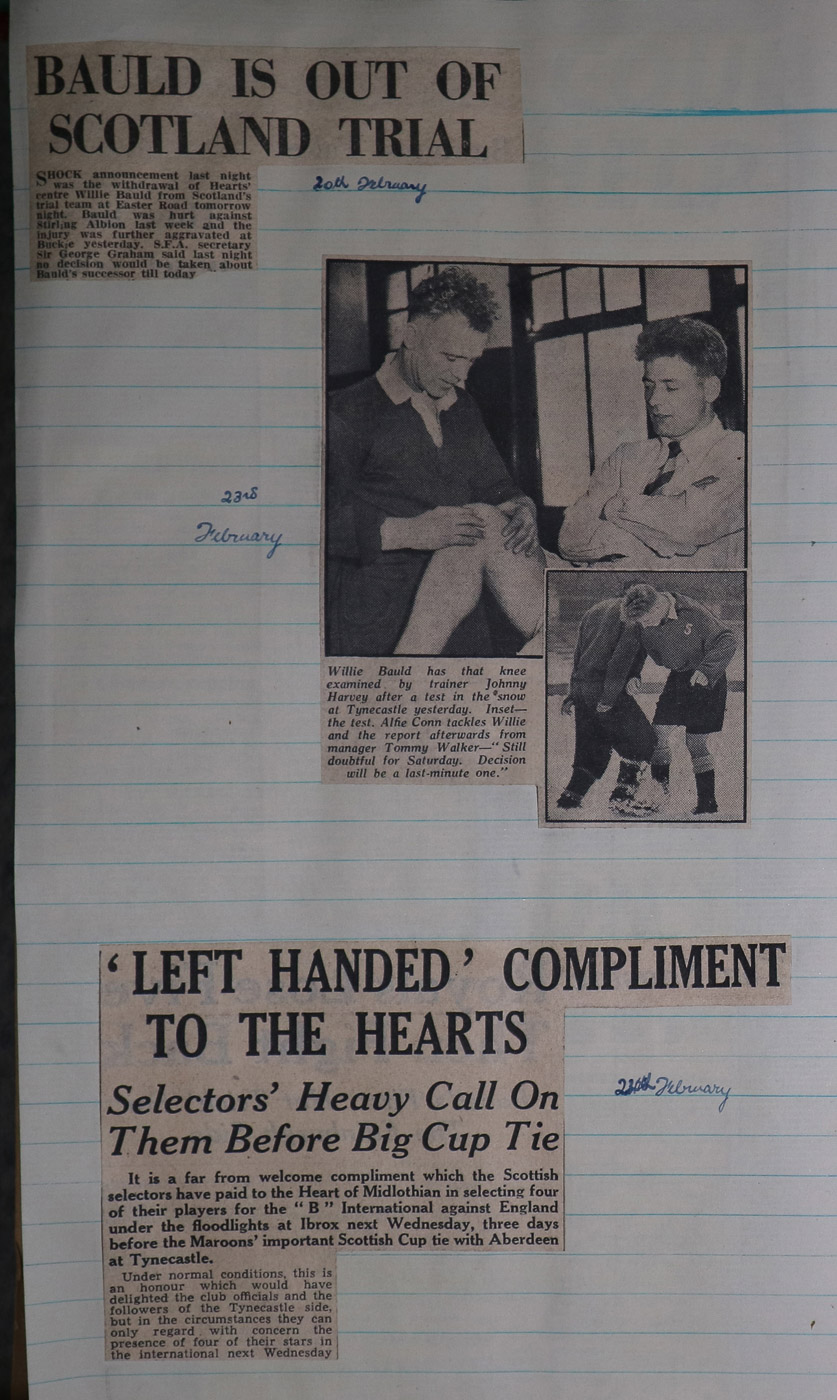 BAULD IS OUT OF
SCOTLAND TRIAL
SHOCK announcement last night
was the withdrawal of Hearts'
centre Willie Bauld from Scotland's
trial team at Easter Road tomorrow
night. Bauld was hurt against
Stirling Albion last week and the
injury was further aggravated at
Buckie yesterday. S.F.A. secretary
Sir George Graham said last night
no decision would be taken about
Bauld's successor till today
20th February
23rd
February
S
Willie Bauld has that knee
examined by trainer Johnny
Harvey after a test in the snow
at Tynecastle yesterday. Inset—
the test. Alfie Conn tackles Willie
and the report afterwards from
manager Tommy Walker—"Still
doubtful for Saturday. Decision
will be a last-minute one."
'LEFT HANDED' COMPLIMENT
TO THE HEARTS
Selectors' Heavy Call On
Them Before Big Cup Tie
February
It is a far from welcome compliment which the Scottish
selectors have paid to the Heart of Midlothian in selecting four
of their players for the "B" International against England
under the floodlights at Ibrox next Wednesday, three days
before the Maroons' important Scottish Cup tie with Aberdeen
at Tynecastle.
Under normal conditions, this is
an honour which would have
delighted the club officials and the
followers of the Tynecastle side,
but in the circumstances they can
only regard with concern the
presence of four of their stars in
the international next Wednesday